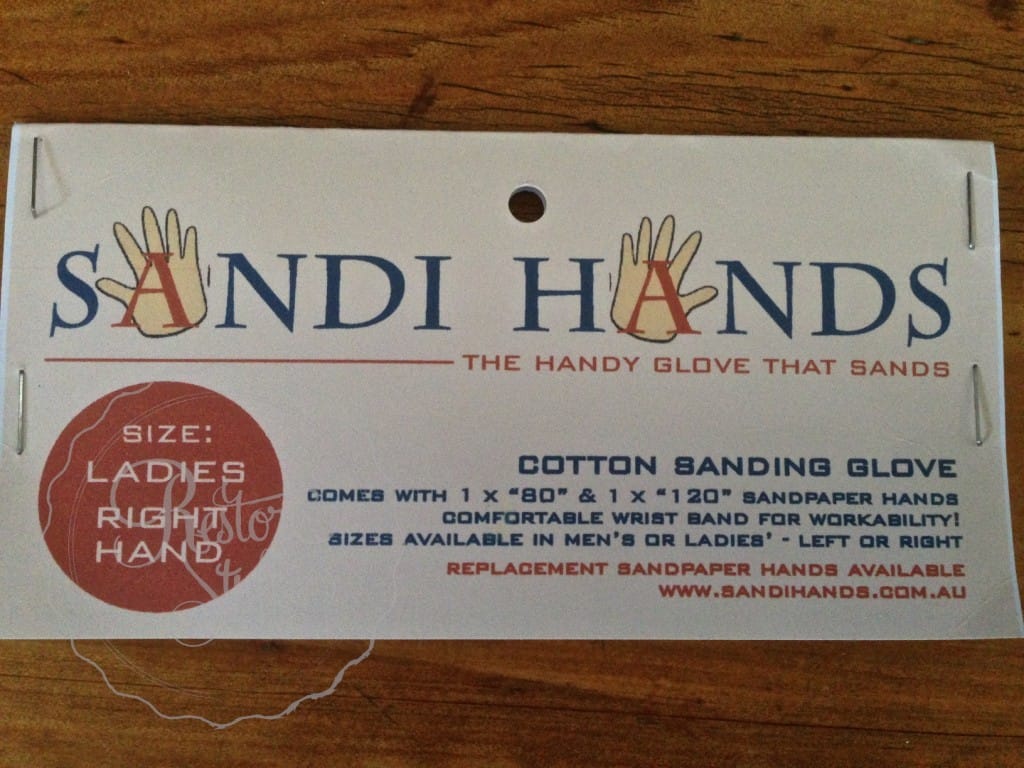 SANDI HANDS
THE HANDY GLOVE THAT SANDS
SIZE:
LADIES
RIGHT
HAND
COTTON SANDING GLOVE
COMES WITH 1 x "80" & 1 x "120" SANDPAPER HANDS
COMFORTABLE WRIST BAND FOR WORKABILITY!
SIZES AVAILABLE IN MEN'S OR LADIES' - LEFT OR RIGHT
REPLACEMENT SANDPAPER HANDS AVAILABLE
WWW.SANDIHANDS.COM.AU